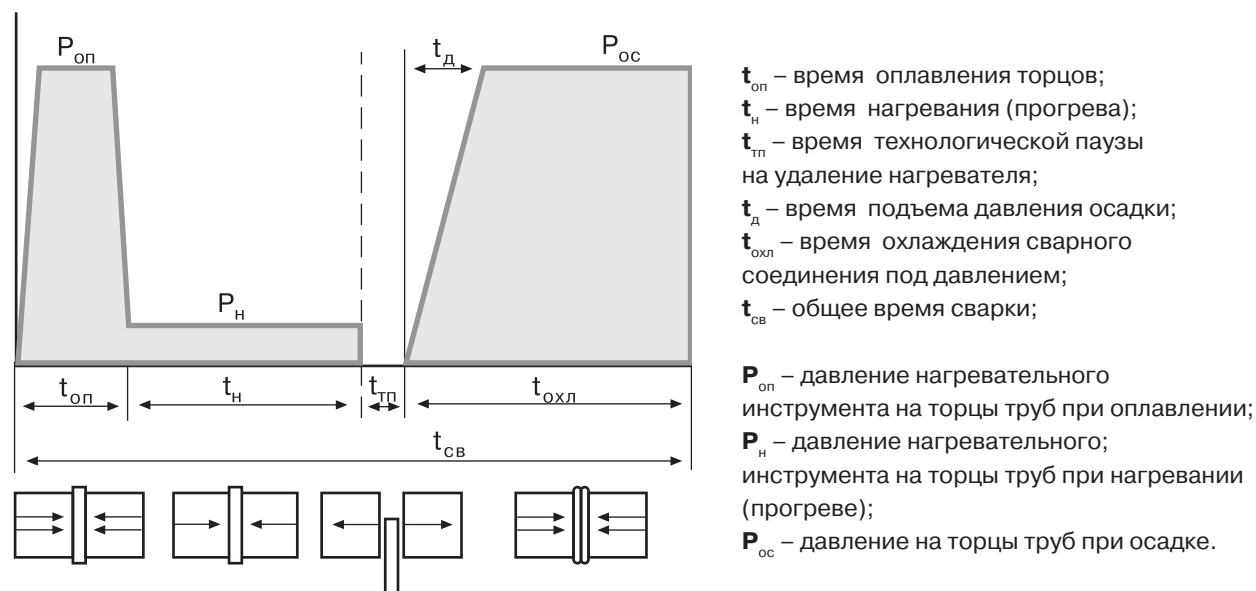 Pоп
tд
Pос
Pн
tоп
tн
tтп
tохл
tсв
tоп – время оплавления торцов;
tн – время нагревания (прогрева);
tтп – время технологической паузы
на удаление нагревателя;
tд – время подъема давления осадки;
tохл – время охлаждения сварного
соединения под давлением;
tсв – общее время сварки;
Pоп – давление нагревательного
инструмента на торцы труб при оплавлении;
Pн – давление нагревательного;
инструмента на торцы труб при нагревании
(прогреве);
Pос – давление на торцы труб при осадке.